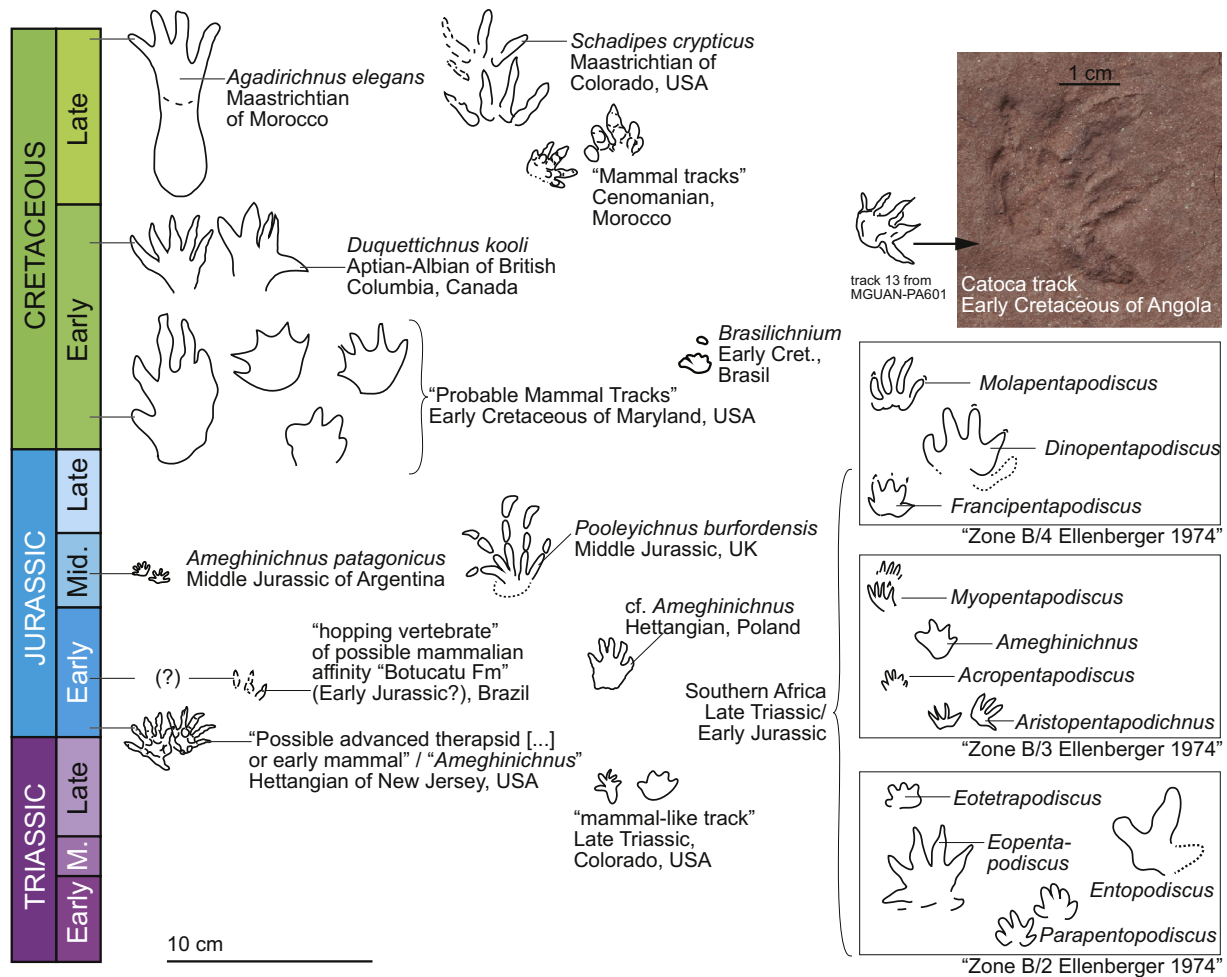 CRETACEOUS
Late
Early
JURASSIC
Late
Mid.
Early
TRIASSIC
Late
M.
Early
Agadirichnus elegans
Maastrichtian
of Morocco
Schadipes crypticus
Maastrichtian of
Colorado, USA
“Mammal tracks”
Cenomanian,
Morocco
1 cm
track 13 from
MGUAN-PA601
Catoca track
Early Cretaceous of Angola
Duquettichnus kooli
Aptian-Albian of British
Columbia, Canada
“Probable Mammal Tracks”
Early Cretaceous of Maryland, USA
Brasilichnium
Early Cret.,
Brasil
Molapentapodiscus
Dinopentapodiscus
Francipentapodiscus
“Zone B/4 Ellenberger 1974”
Ameghinichnus patagonicus
Middle Jurassic of Argentina
Pooleyichnus burfordensis
Middle Jurassic, UK
cf. Ameghinichnus
Hettangian, Poland
(?)
“hopping vertebrate”
of possible mammalian
affinity “Botucatu Fm”
(Early Jurassic?), Brazil
Southern Africa
Late Triassic/
Early Jurassic
Myopentapodiscus
Ameghinichnus
Acropentapodiscus
Aristopentapodichnus
“Zone B/3 Ellenberger 1974”
“Possible advanced therapsid [...]
or early mammal” / “Ameghinichnus”
Hettangian of New Jersey, USA
“mammal-like track”
Late Triassic,
Colorado, USA
Eotetrapodiscus
Eopenta-
podiscus
Entopodiscus
Parapentopodiscus
“Zone B/2 Ellenberger 1974”
10 cm